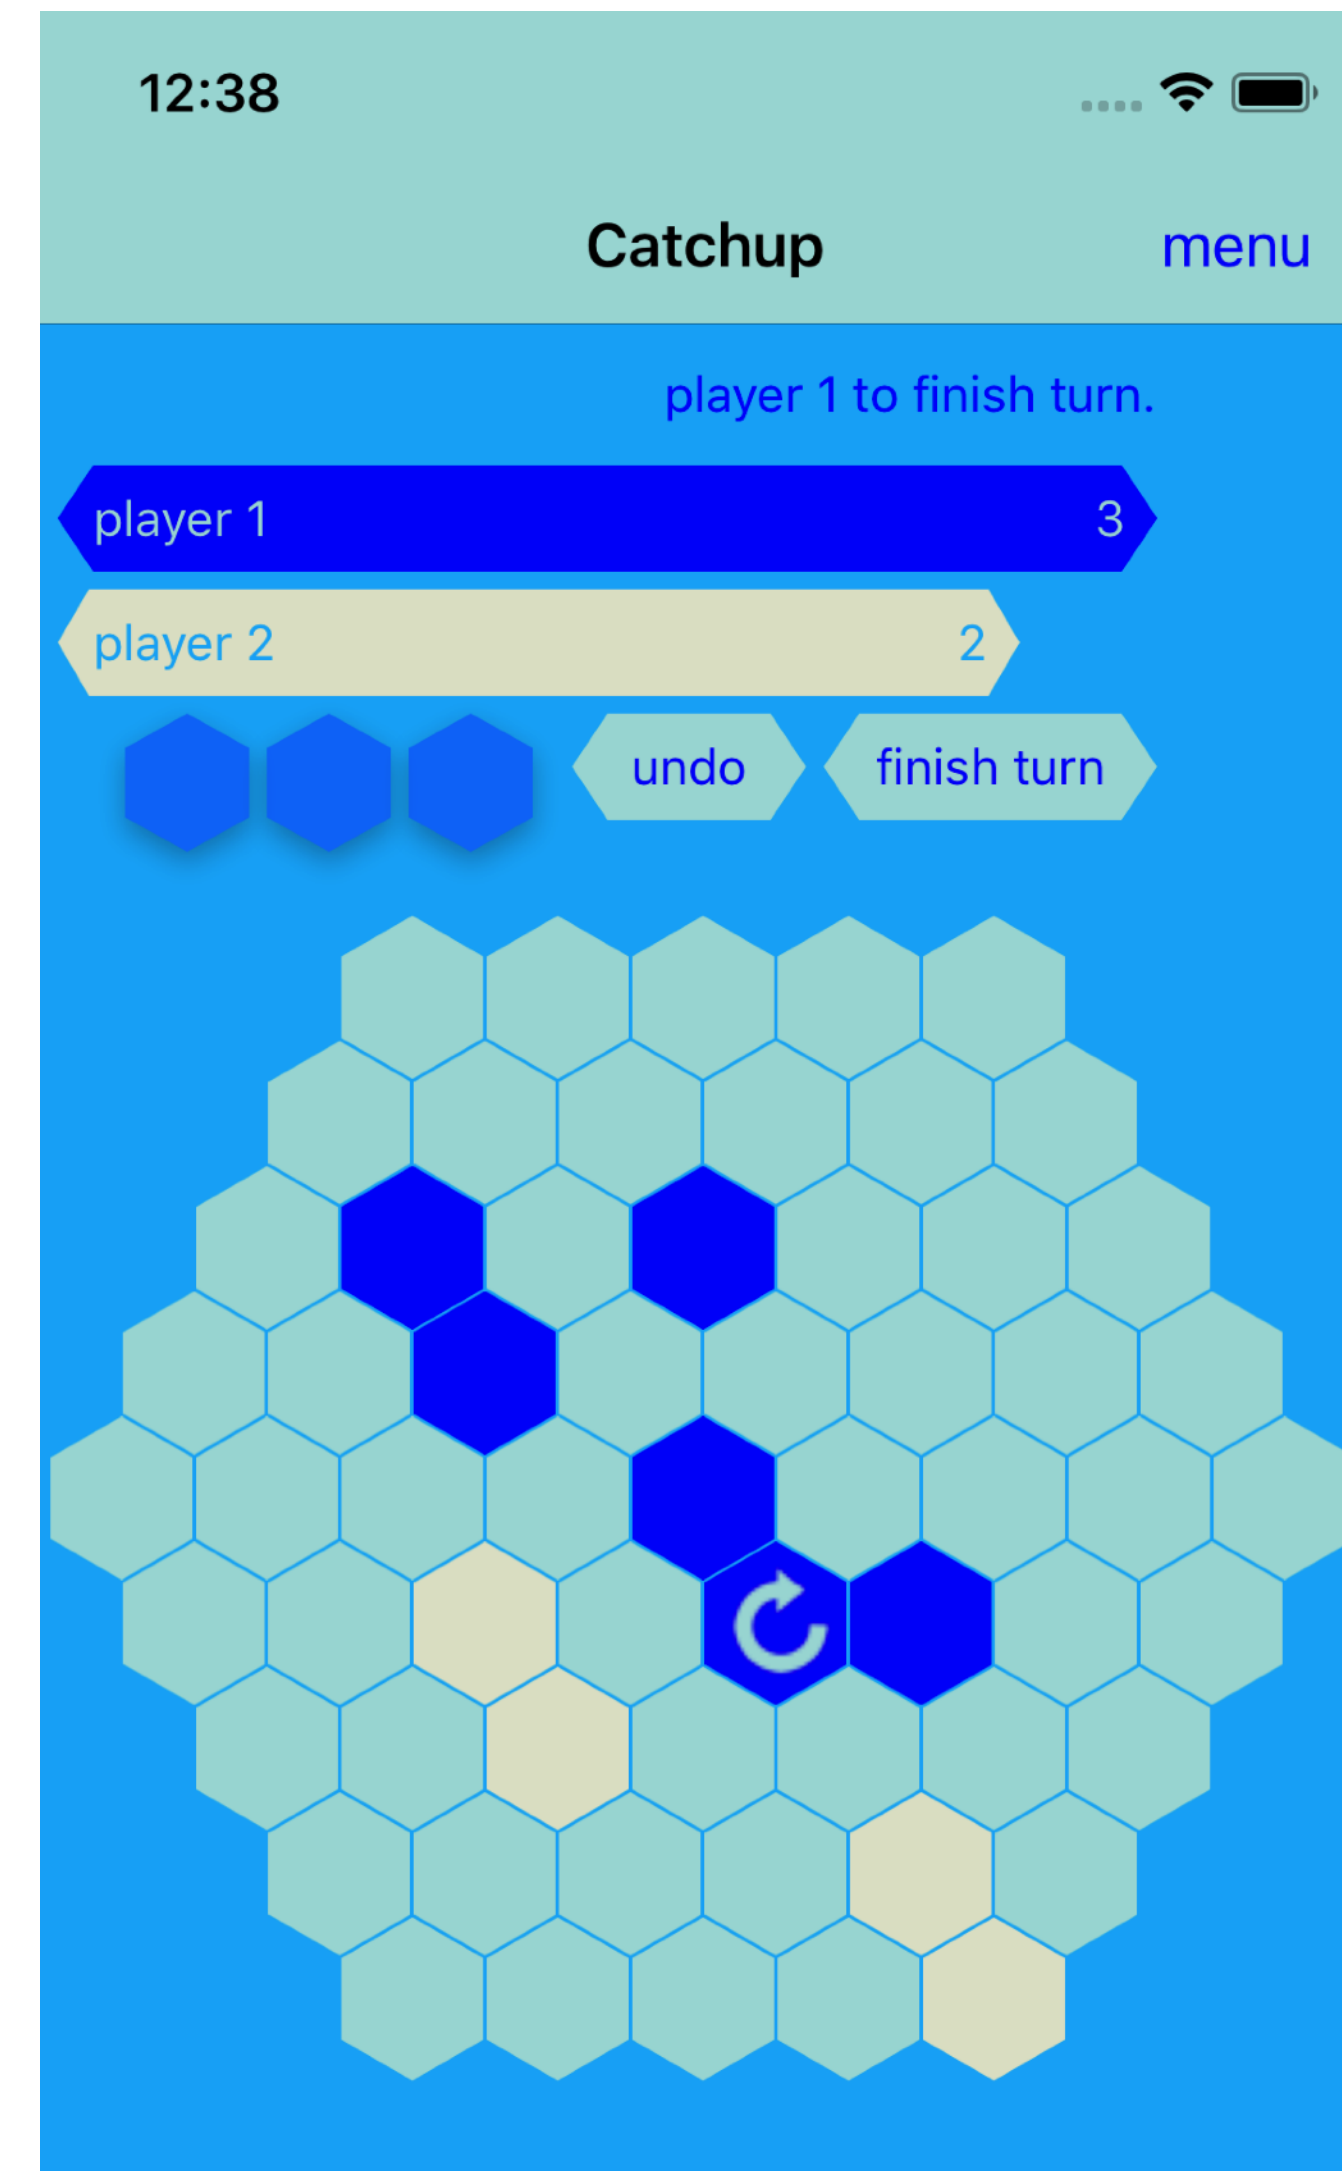 12:38
Catchup menu
player 1 to finish turn.
player 1 3
player 2 2
undo finish turn